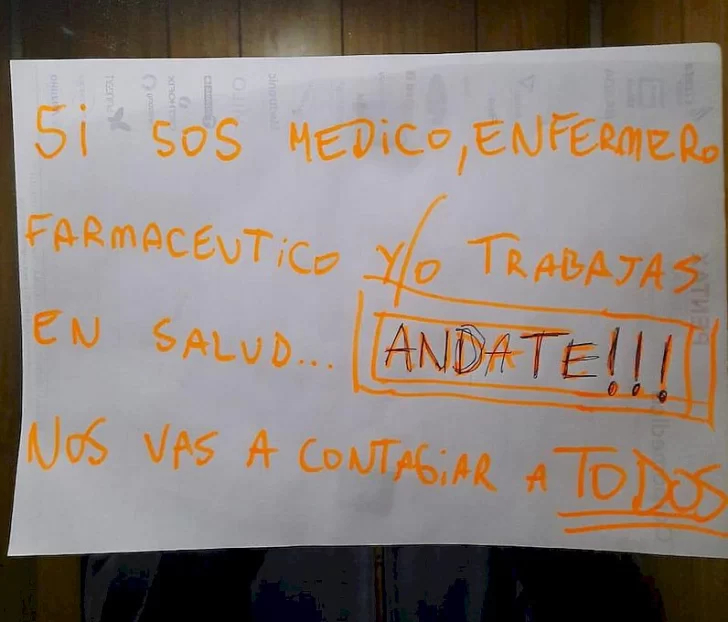 Si SOS MEDICO, ENFERMERO
FARMACEUTiCO y/o TRABAJAS
EN SALUD... ANDATE!!!
NOS VAS A CONTAGiAR A TODOS